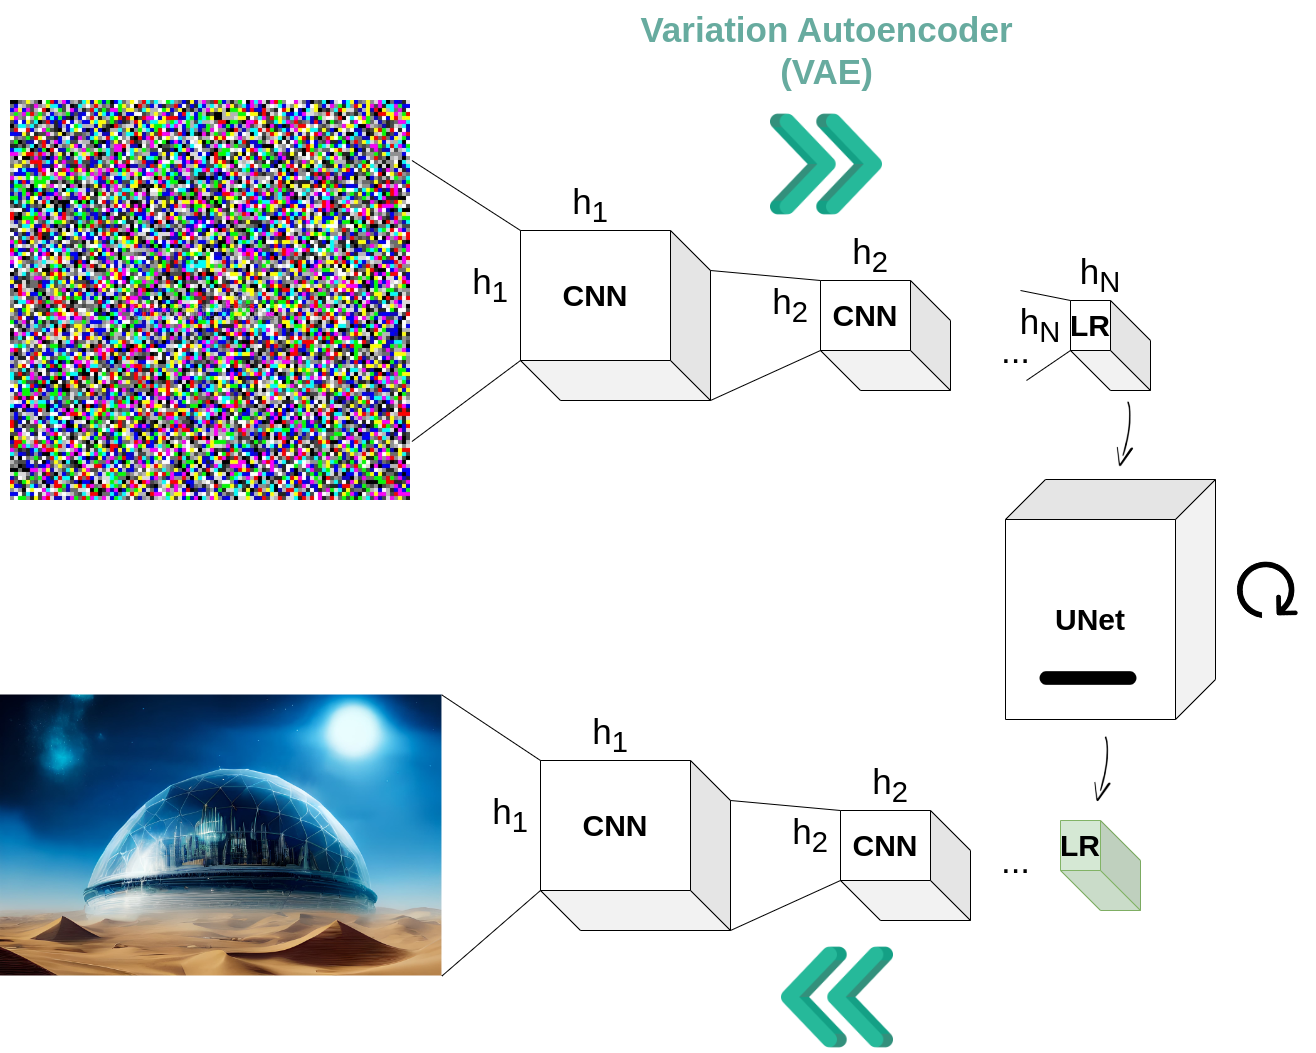 Variation Autoencoder
(VAE)
h1
h1
CNN
h2
h2
CNN
...
hN
hN
LR
UNet
h1
h1
CNN
h2
h2
CNN
...
LR